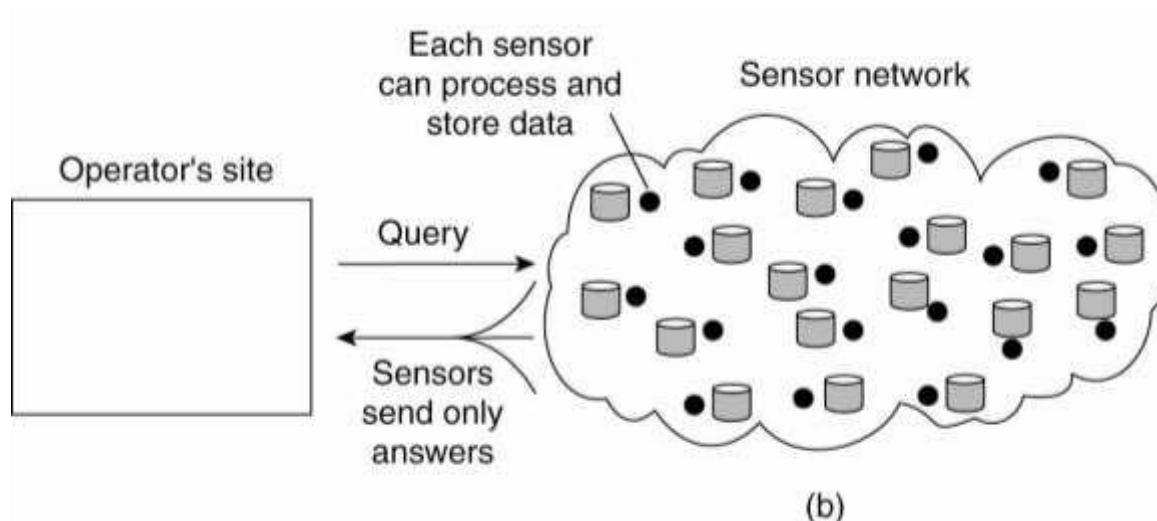 Each sensor
can process and
store data
Sensor network
Operator's site
Query
Sensors
send only
answers
(b)